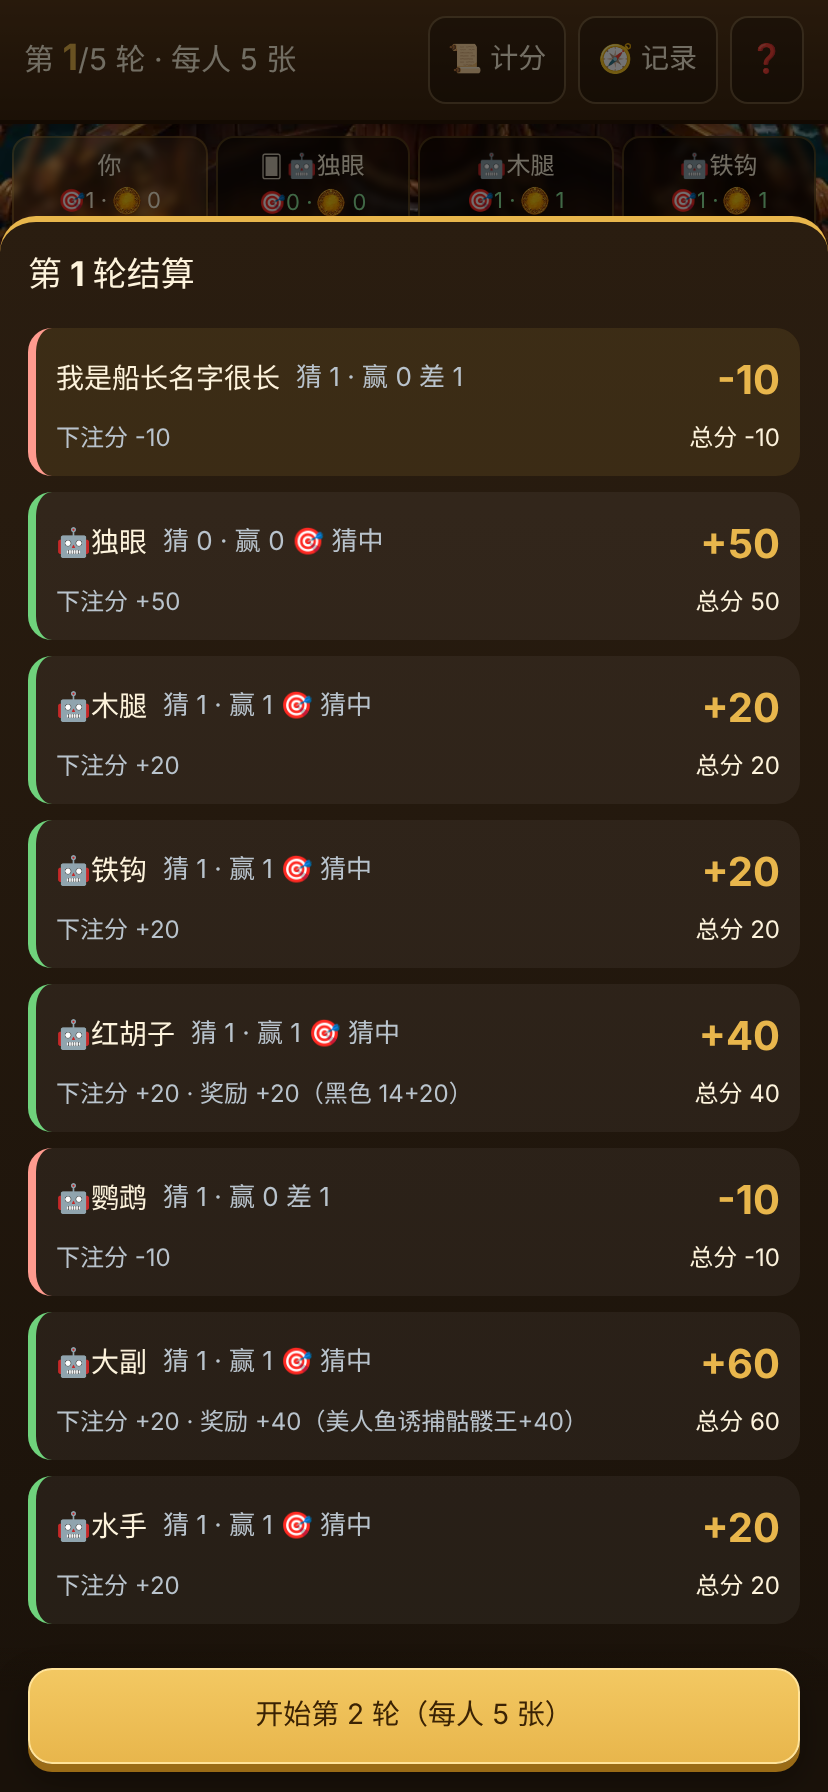 第 1/5 轮 · 每人 5 张
📜 计分
🧭 记录
❓
你
🎯1 · 🪙 0
🂠 🤖独眼
🎯0 · 🪙 0
🤖木腿
🎯1 · 🪙 1
🤖铁钩
🎯1 · 🪙 1
第 1 轮结算
我是船长名字很长 猜 1 · 赢 0 差 1 -10
下注分 -10 总分 -10
🤖独眼 猜 0 · 赢 0 🎯 猜中 +50
下注分 +50 总分 50
🤖木腿 猜 1 · 赢 1 🎯 猜中 +20
下注分 +20 总分 20
🤖铁钩 猜 1 · 赢 1 🎯 猜中 +20
下注分 +20 总分 20
🤖红胡子 猜 1 · 赢 1 🎯 猜中 +40
下注分 +20 · 奖励 +20（黑色 14+20） 总分 40
🤖鹦鹉 猜 1 · 赢 0 差 1 -10
下注分 -10 总分 -10
🤖大副 猜 1 · 赢 1 🎯 猜中 +60
下注分 +20 · 奖励 +40（美人鱼诱捕骷髅王+40） 总分 60
🤖水手 猜 1 · 赢 1 🎯 猜中 +20
下注分 +20 总分 20
开始第 2 轮（每人 5 张）